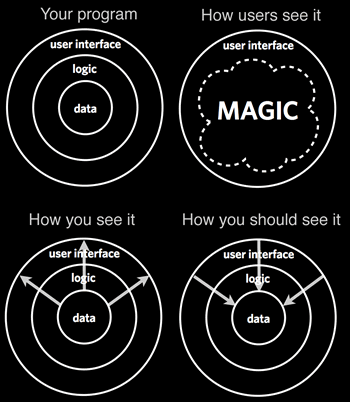 Your program
user interface
logic
data
How users see it
user interface
MAGIC
How you see it
user interface
logic
data
How you should see it
user interface
logic
data